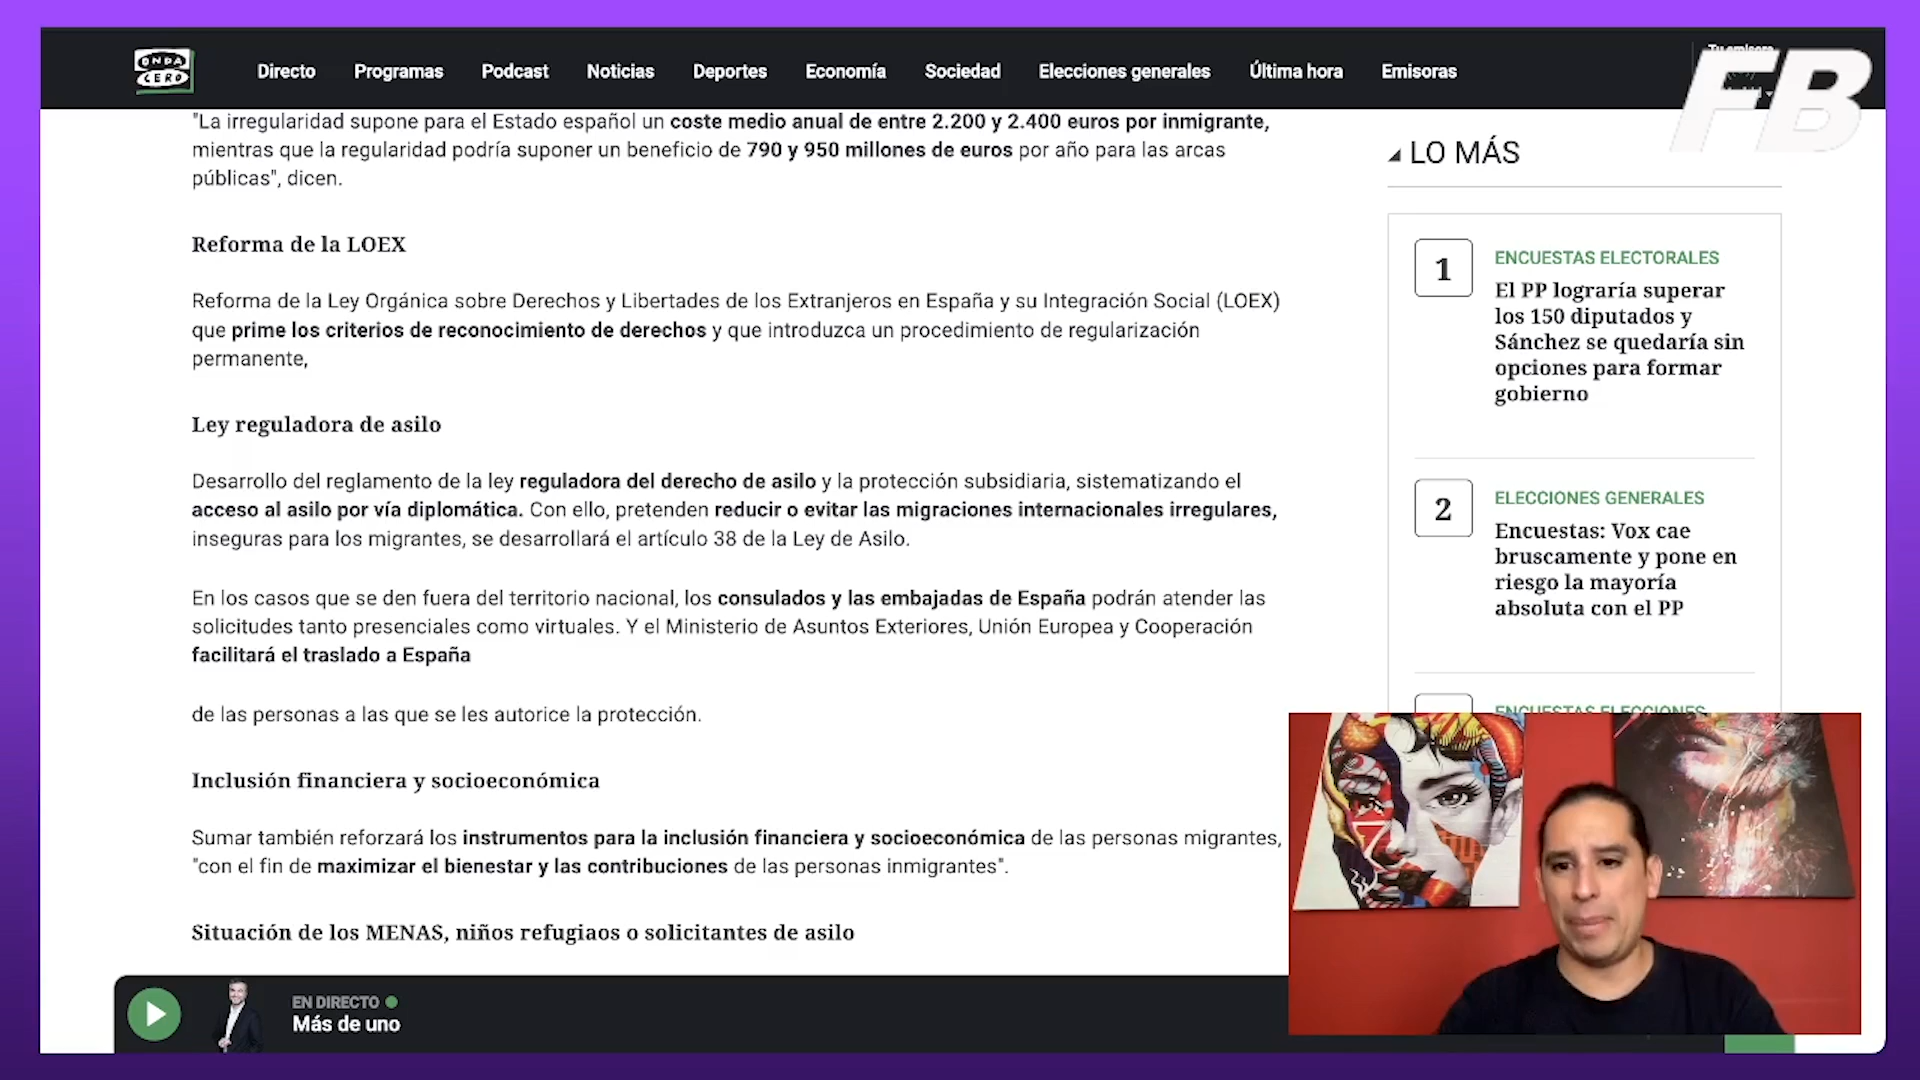 ONDA
CERO
Directo
Programas
Podcast
Noticias
Deportes
Economía
Sociedad
Elecciones generales
Última hora
Emisoras
Tu emisora
FB
"La irregularidad supone para el Estado español un coste medio anual de entre 2.200 y 2.400 euros por inmigrante,
mientras que la regularidad podría suponer un beneficio de 790 y 950 millones de euros por año para las arcas
públicas", dicen.
Reforma de la LOEX
Reforma de la Ley Orgánica sobre Derechos y Libertades de los Extranjeros en España y su Integración Social (LOEX)
que prime los criterios de reconocimiento de derechos y que introduzca un procedimiento de regularización
permanente,
Ley reguladora de asilo
Desarrollo del reglamento de la ley reguladora del derecho de asilo y la protección subsidiaria, sistematizando el
acceso al asilo por vía diplomática. Con ello, pretenden reducir o evitar las migraciones internacionales irregulares,
inseguras para los migrantes, se desarrollará el artículo 38 de la Ley de Asilo.
En los casos que se den fuera del territorio nacional, los consulados y las embajadas de España podrán atender las
solicitudes tanto presenciales como virtuales. Y el Ministerio de Asuntos Exteriores, Unión Europea y Cooperación
facilitará el traslado a España
de las personas a las que se les autorice la protección.
Inclusión financiera y socioeconómica
Sumar también reforzará los instrumentos para la inclusión financiera y socioeconómica de las personas migrantes,
"con el fin de maximizar el bienestar y las contribuciones de las personas inmigrantes".
Situación de los MENAS, niños refugiaos o solicitantes de asilo
LO MÁS
1
ENCUESTAS ELECTORALES
El PP lograría superar
los 150 diputados y
Sánchez se quedaría sin
opciones para formar
gobierno
2
ELECCIONES GENERALES
Encuestas: Vox cae
bruscamente y pone en
riesgo la mayoría
absoluta con el PP
ENCUESTAS ELECCIONES
EN DIRECTO
Más de uno